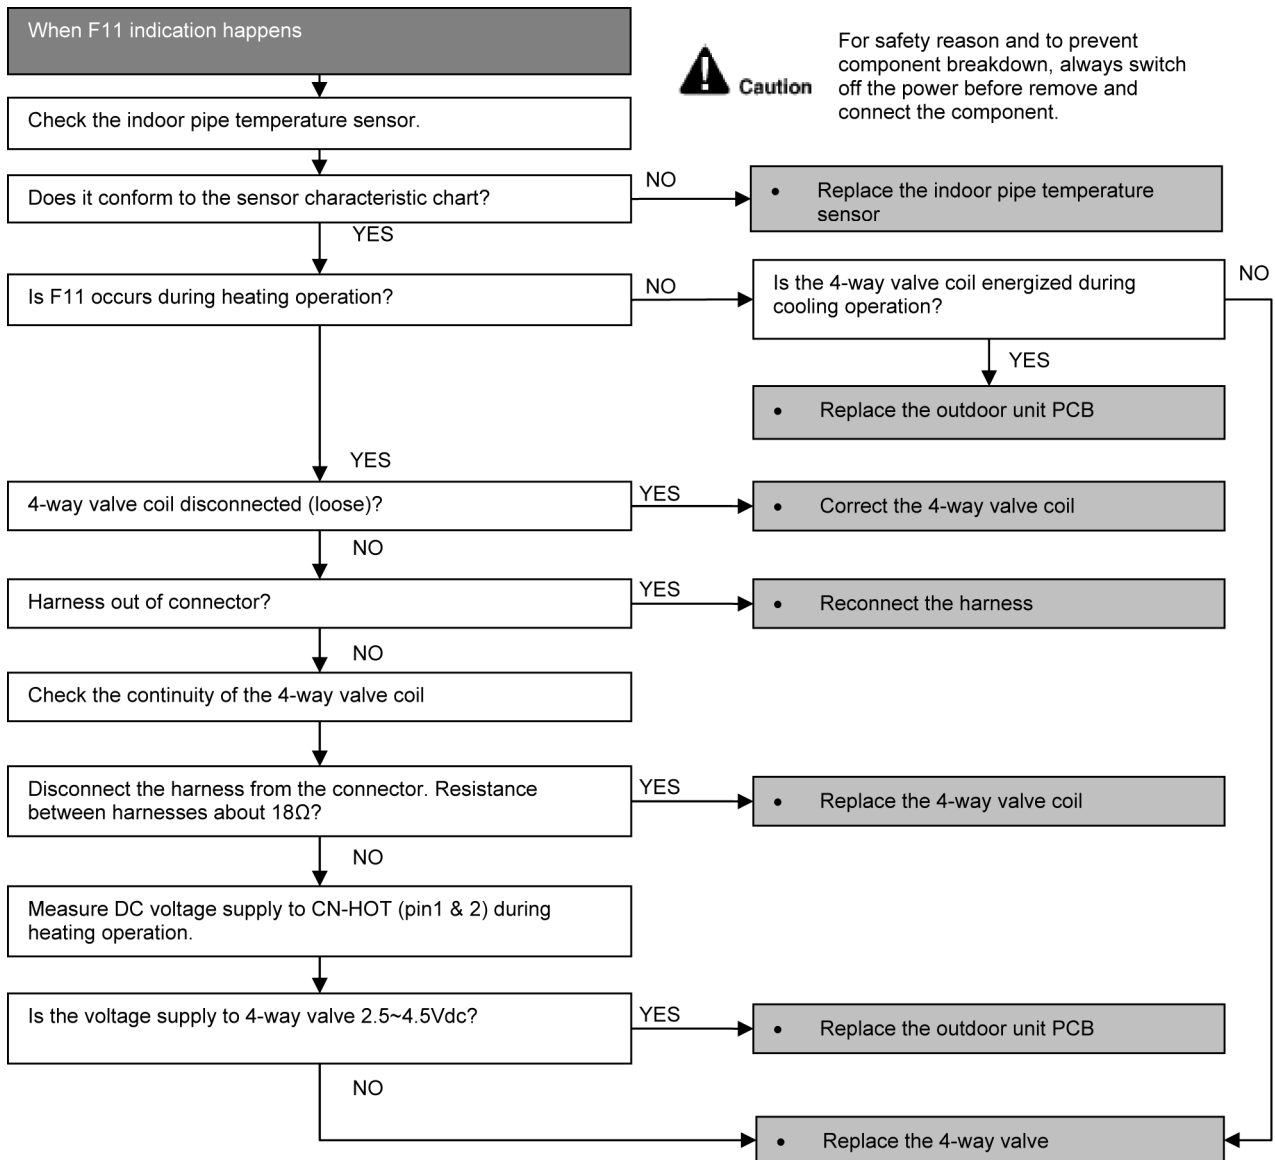 When F11 indication happens
Caution
For safety reason and to prevent
component breakdown, always switch
off the power before remove and
connect the component.
Check the indoor pipe temperature sensor.
Does it conform to the sensor characteristic chart?
NO
• Replace the indoor pipe temperature
sensor
YES
Is F11 occurs during heating operation?
NO
Is the 4-way valve coil energized during
cooling operation?
NO
YES
• Replace the outdoor unit PCB
YES
4-way valve coil disconnected (loose)?
YES
• Correct the 4-way valve coil
NO
Harness out of connector?
YES
• Reconnect the harness
NO
Check the continuity of the 4-way valve coil
Disconnect the harness from the connector. Resistance
between harnesses about 18Ω?
YES
• Replace the 4-way valve coil
NO
Measure DC voltage supply to CN-HOT (pin1 & 2) during
heating operation.
Is the voltage supply to 4-way valve 2.5~4.5Vdc?
YES
• Replace the outdoor unit PCB
NO
• Replace the 4-way valve